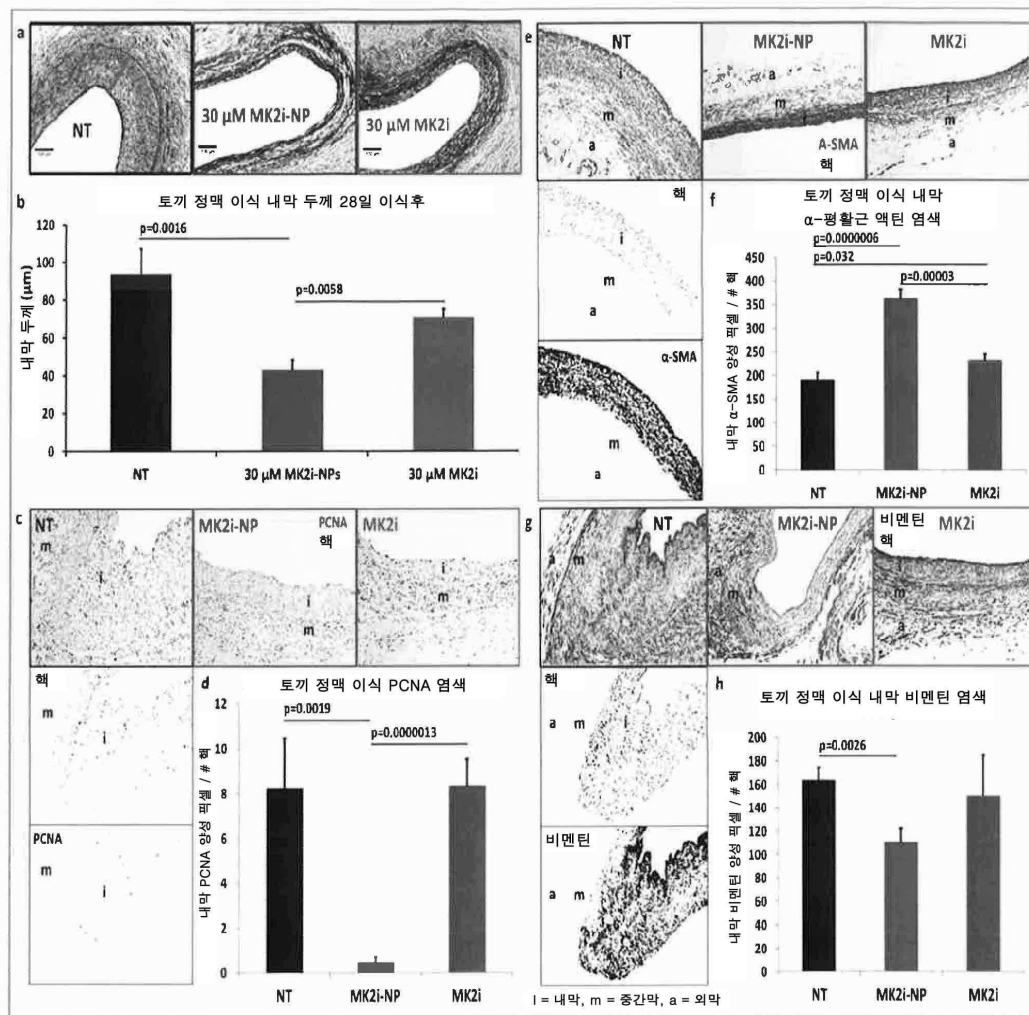 a
NT
30 µM MK2i-NP
30 µM MK2i
b
토끼 정맥 이식 내막 두께 28일 이식후
내막 두께 (µm)
120
100
80
60
40
20
0
p=0.0016
p=0.0058
NT
30 µM MK2i-NPs
30 µM MK2i
c
NT
m
i
MK2i-NP
PCNA
핵
i
m
MK2i
i
m
핵
m
i
PCNA
m
i
d
토끼 정맥 이식 PCNA 염색
내막 PCNA 양성 픽셀 / # 핵
12
10
8
6
4
2
0
p=0.0019
p=0.0000013
NT
MK2i-NP
MK2i
e
NT
i
m
a
MK2i-NP
a
m
i
A-SMA
핵
MK2i
i
m
a
핵
i
m
a
α-SMA
m
a
f
토끼 정맥 이식 내막
α-평활근 액틴 염색
내막 α-SMA 양성 픽셀 / # 핵
450
400
350
300
250
200
150
100
50
0
p=0.0000006
p=0.032
p=0.00003
NT
MK2i-NP
MK2i
g
NT
a
m
MK2i-NP
a
m
i
비멘틴
핵
MK2i
i
m
a
핵
a
m
i
비멘틴
a
m
h
토끼 정맥 이식 내막 비멘틴 염색
내막 비멘틴 양성 픽셀 / # 핵
200
180
160
140
120
100
80
60
40
20
0
p=0.0026
NT
MK2i-NP
MK2i
I = 내막, m = 중간막, a = 외막